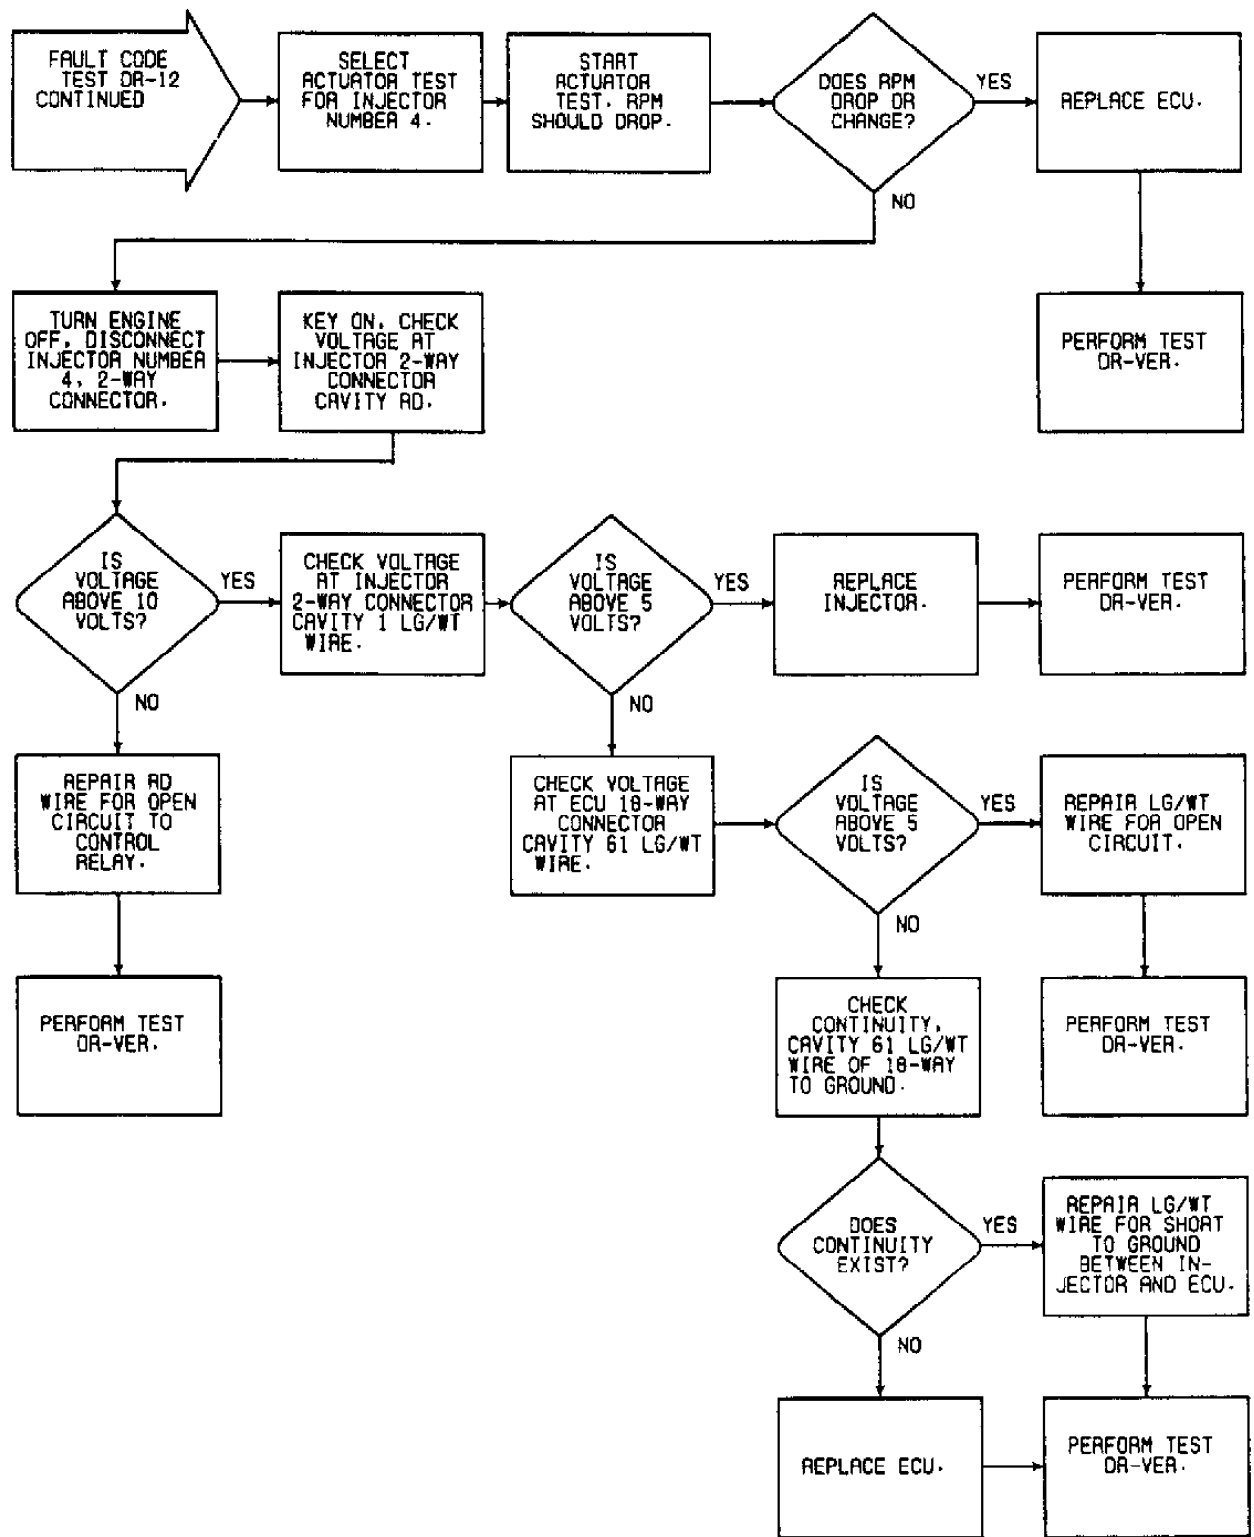 FAULT CODE
TEST DR-12
CONTINUED
SELECT
ACTUATOR TEST
FOR INJECTOR
NUMBER 4.
START
ACTUATOR
TEST. RPM
SHOULD DROP.
DOES RPM
DROP OR
CHANGE?
YES
REPLACE ECU.
NO
TURN ENGINE
OFF, DISCONNECT
INJECTOR NUMBER
4, 2-WAY
CONNECTOR.
KEY ON, CHECK
VOLTAGE AT
INJECTOR 2-WAY
CONNECTOR
CAVITY RD.
PERFORM TEST
DR-VER.
IS
VOLTAGE
ABOVE 10
VOLTS?
YES
CHECK VOLTAGE
AT INJECTOR
2-WAY CONNECTOR
CAVITY 1 LG/WT
WIRE.
IS
VOLTAGE
ABOVE 5
VOLTS?
YES
REPLACE
INJECTOR.
PERFORM TEST
DR-VER.
NO
NO
REPAIR RD
WIRE FOR OPEN
CIRCUIT TO
CONTROL
RELAY.
CHECK VOLTAGE
AT ECU 18-WAY
CONNECTOR
CAVITY 61 LG/WT
WIRE.
IS
VOLTAGE
ABOVE 5
VOLTS?
YES
REPAIR LG/WT
WIRE FOR OPEN
CIRCUIT.
NO
PERFORM TEST
DR-VER.
CHECK
CONTINUITY,
CAVITY 61 LG/WT
WIRE OF 18-WAY
TO GROUND.
PERFORM TEST
DR-VER.
DOES
CONTINUITY
EXIST?
YES
REPAIR LG/WT
WIRE FOR SHORT
TO GROUND
BETWEEN IN-
JECTOR AND ECU.
NO
REPLACE ECU.
PERFORM TEST
DR-VER.